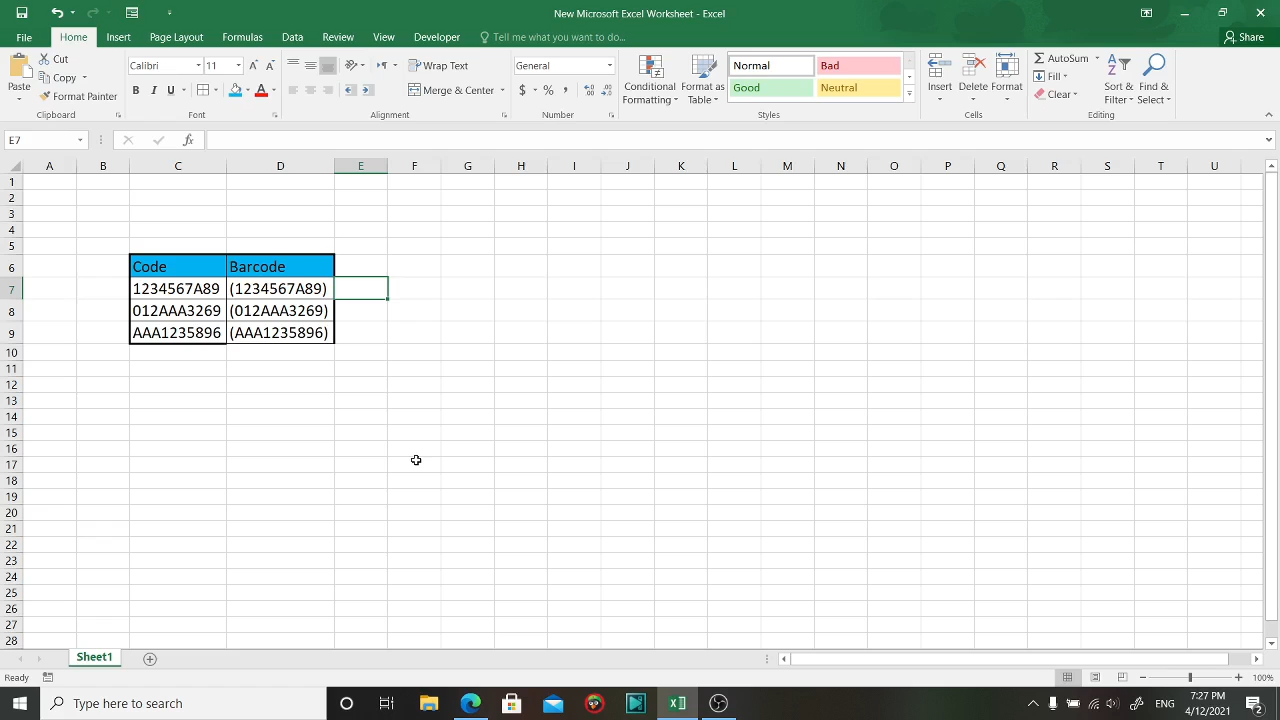 New Microsoft Excel Worksheet - Excel
File Home Insert Page Layout Formulas Data Review View Developer Tell me what you want to do... Share
Paste
Cut
Copy
Format Painter
Clipboard
Calibri 11
B I U
Font
Wrap Text
Merge & Center
Alignment
General
$ % ,
Number
Conditional Formatting
Format as Table
Normal Bad
Good Neutral
Styles
Insert Delete Format
Cells
AutoSum
Fill
Clear
Sort & Filter
Find & Select
Editing
E7 fx
A B C D E F G H I J K L M N O P Q R S T U
1
2
3
4
5
6 Code Barcode
7 1234567A89 (1234567A89)
8 012AAA3269 (012AAA3269)
9 AAA1235896 (AAA1235896)
10
11
12
13
14
15
16
17
18
19
20
21
22
23
24
25
26
27
28
Sheet1
Ready 100%
Type here to search
ENG
7:27 PM
4/12/2021